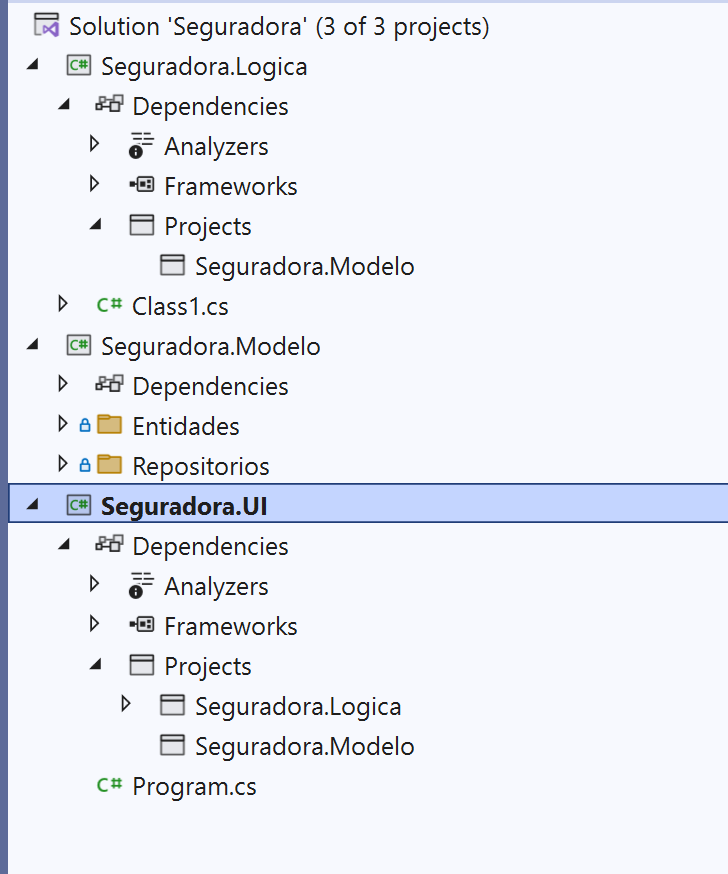 Solution 'Seguradora' (3 of 3 projects)
C# Seguradora.Logica
Dependencies
Analyzers
Frameworks
Projects
Seguradora.Modelo
C# Class1.cs
C# Seguradora.Modelo
Dependencies
Entidades
Repositorios
C# Seguradora.UI
Dependencies
Analyzers
Frameworks
Projects
Seguradora.Logica
Seguradora.Modelo
C# Program.cs